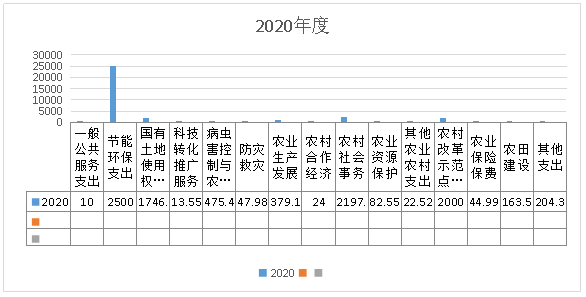 2020年度
30000
25000
20000
15000
10000
5000
0
一般公共服务支出
节能环保支出
国有土地使用权…
科技转化推广服务
病虫害控制与农…
防灾救灾
农业生产发展
农村合作经济
农村社会事务
农业资源保护
其他农业农村支出
农村改革示范点…
农业保险保费
农田建设
其他支出
2020 10 2500 1746. 13.55 475.4 47.98 379.1 24 2197. 82.55 22.52 2000 44.99 163.5 204.3
2020